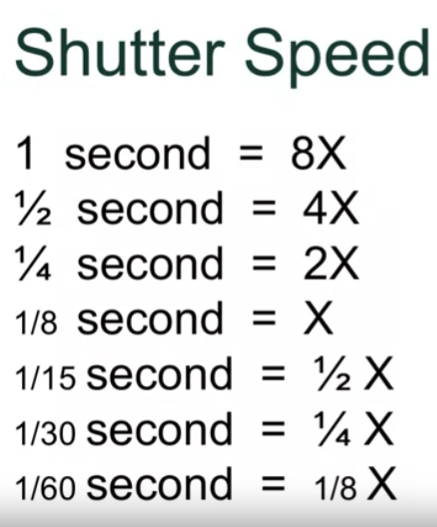 Shutter Speed
1 second = 8X
½ second = 4X
¼ second = 2X
1/8 second = X
1/15 second = ½ X
1/30 second = ¼ X
1/60 second = 1/8 X